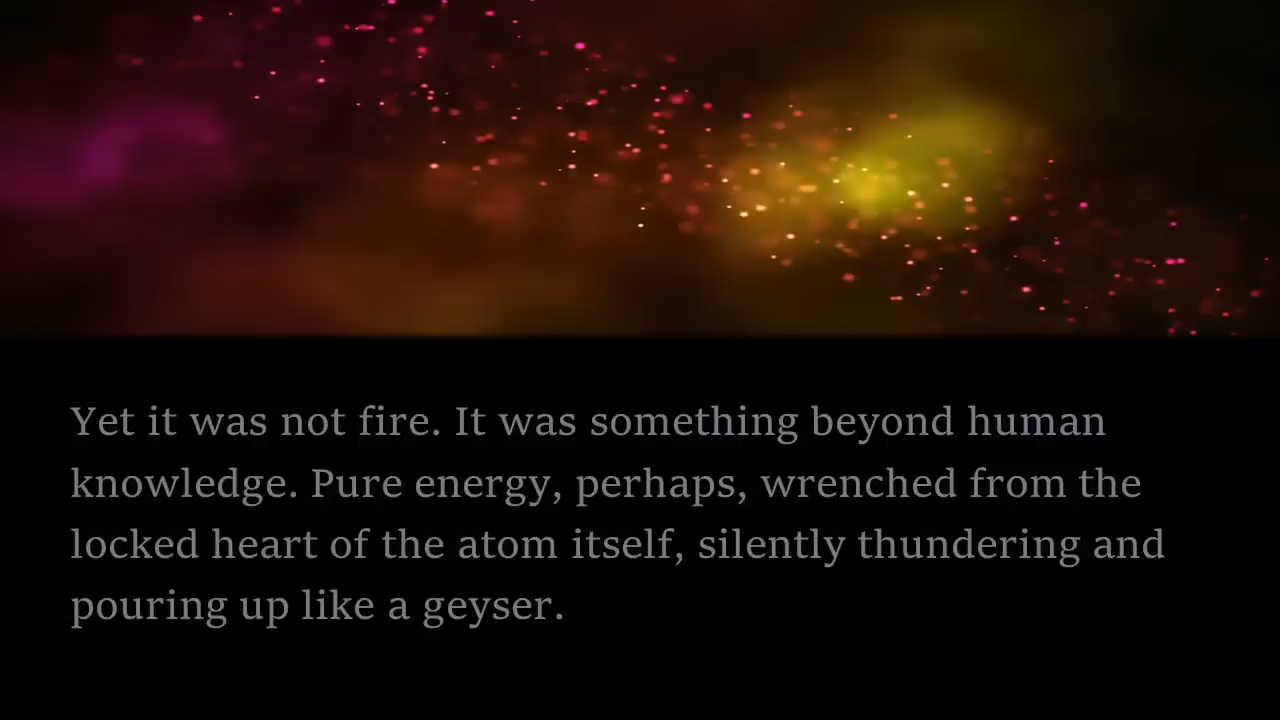 Yet it was not fire. It was something beyond human
knowledge. Pure energy, perhaps, wrenched from the
locked heart of the atom itself, silently thundering and
pouring up like a geyser.